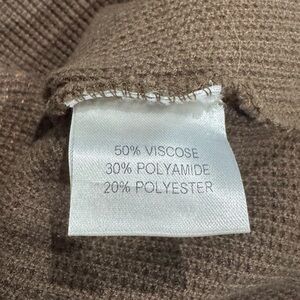 50% VISCOSE
30% POLYAMIDE
20% POLYESTER